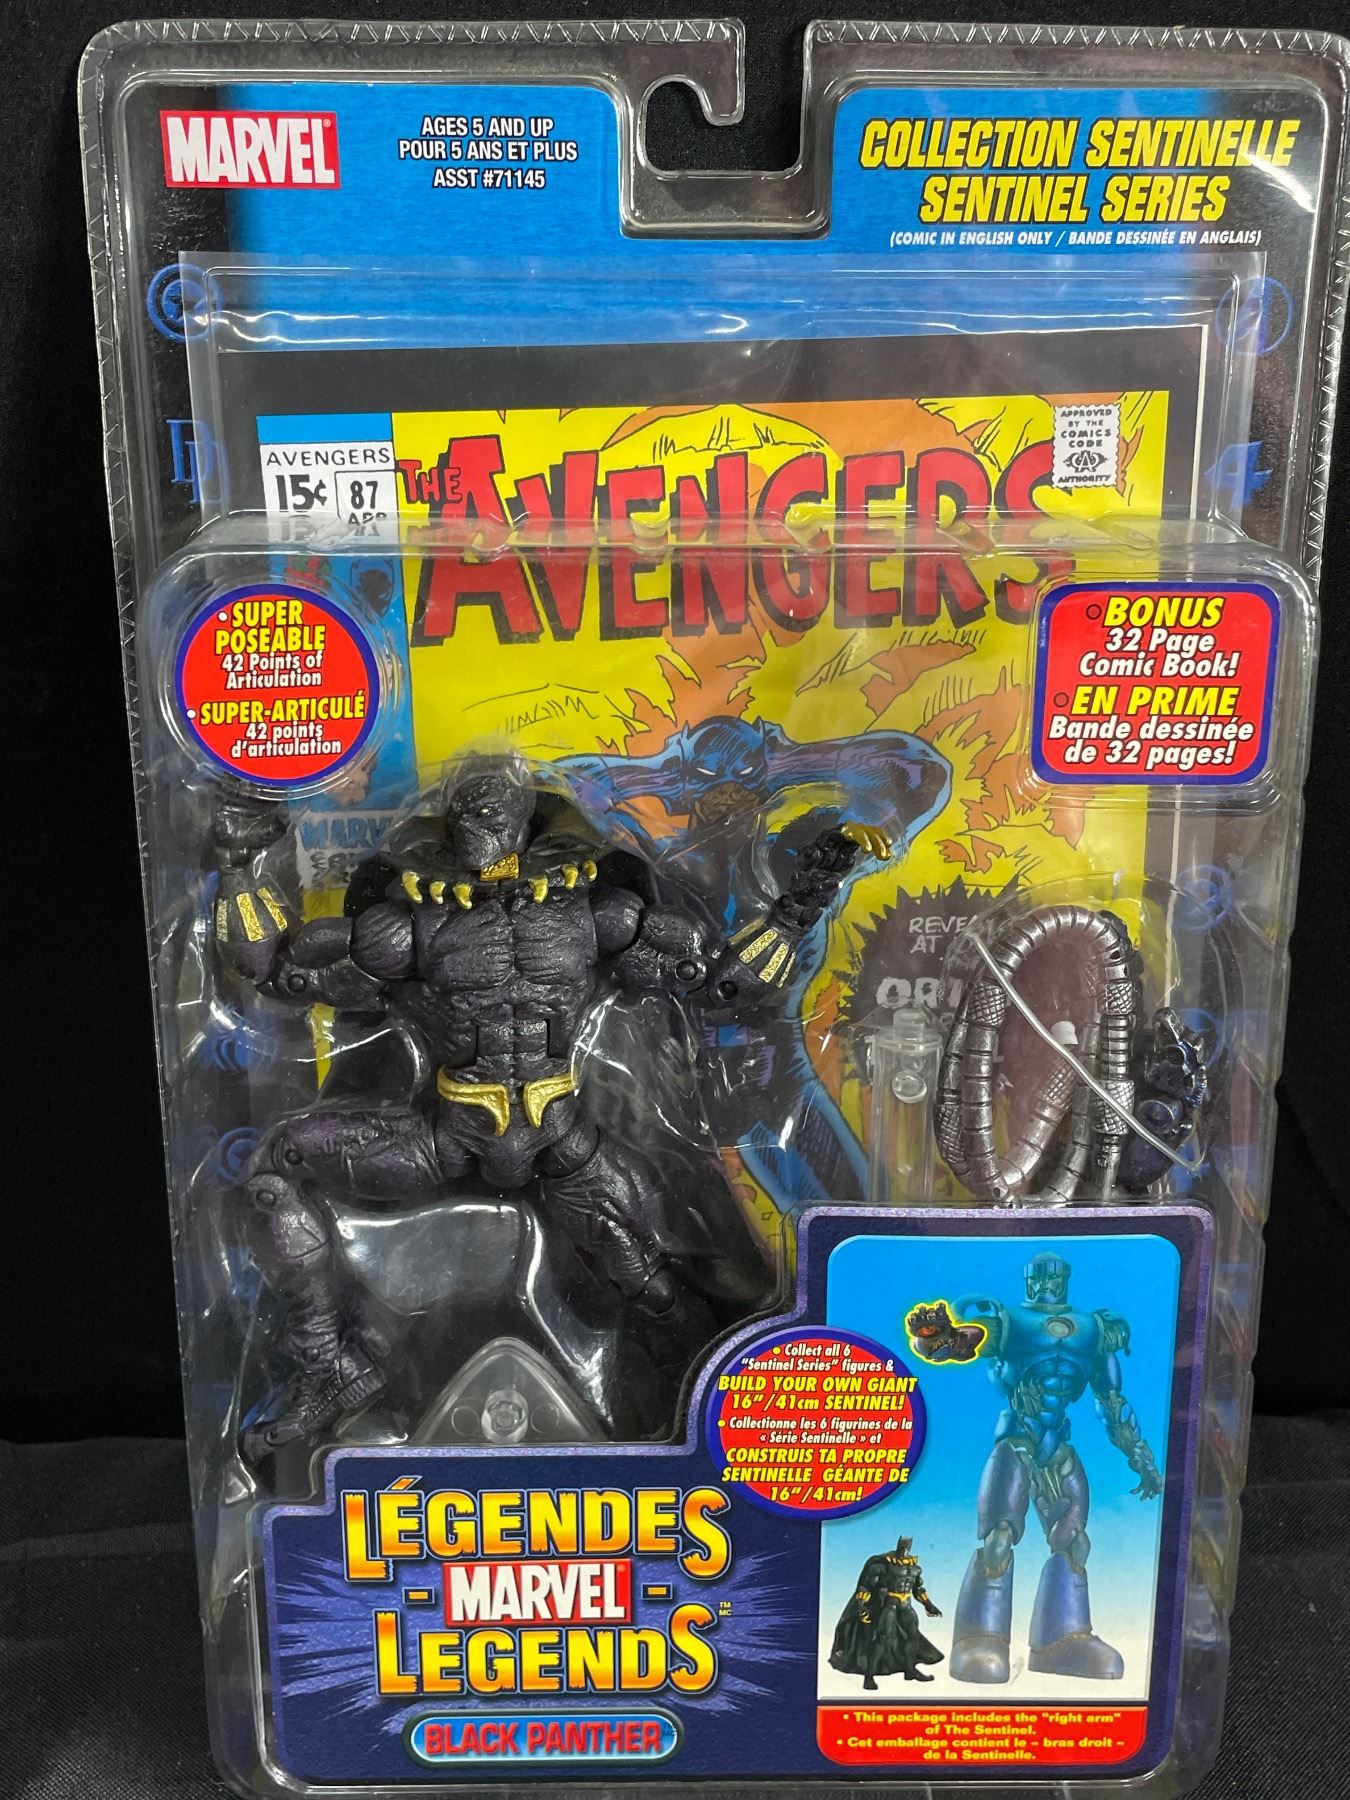 MARVEL
AGES 5 AND UP
POUR 5 ANS ET PLUS
ASST #71145
COLLECTION SENTINELLE
SENTINEL SERIES
(COMIC IN ENGLISH ONLY / BANDE DESSINÉE EN ANGLAIS)
AVENGERS
15¢
87
APR
THE AVENGERS
APPROVED
BY THE
COMICS
CODE
AUTHORITY
• SUPER
POSEABLE
42 Points of
Articulation
• SUPER-ARTICULÉ
42 points
d'articulation
• BONUS
32 Page
Comic Book!
• EN PRIME
Bande dessinée
de 32 pages!
AT
• Collect all 6
"Sentinel Series" figures &
BUILD YOUR OWN GIANT
16"/41cm SENTINEL!
• Collectionne les 6 figurines de la
« Série Sentinelle » et
CONSTRUIS TA PROPRE
SENTINELLE GÉANTE DE
16"/41cm!
LÉGENDES
- MARVEL -
LEGENDS
TM
MC
BLACK PANTHER
• This package includes the "right arm"
of The Sentinel.
• Cet emballage contient le « bras droit »
de la Sentinelle.